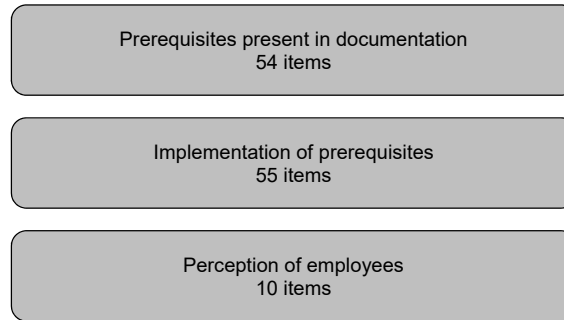 Prerequisites present in documentation
54 items
Implementation of prerequisites
55 items
Perception of employees
10 items